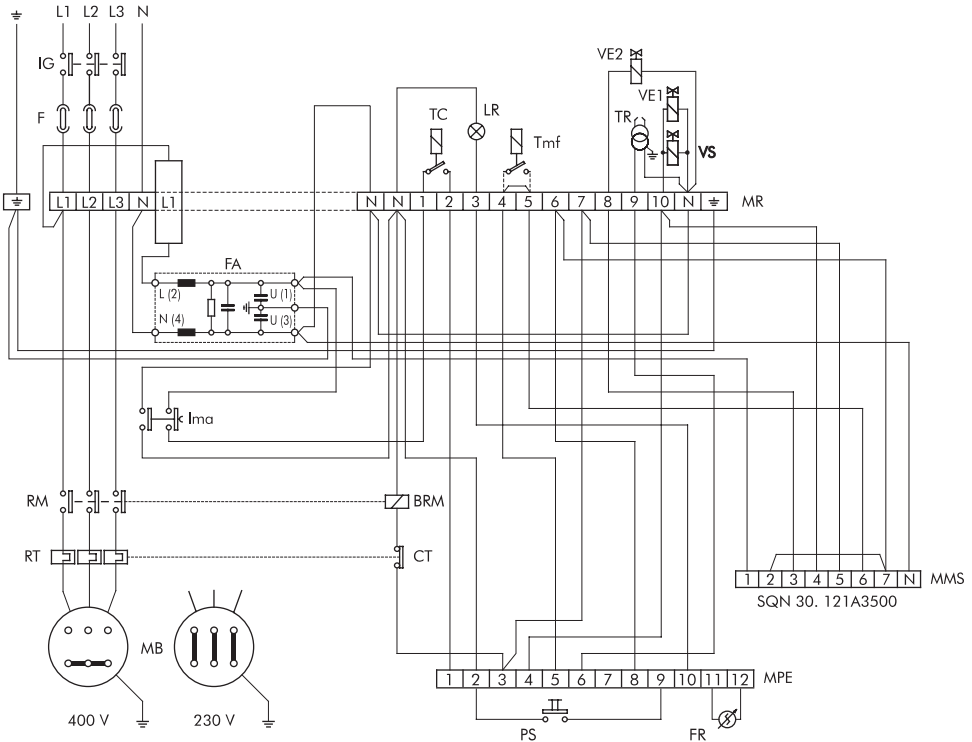 L1 L2 L3 N
IG
F
VE2
VE1
TR
VS
TC
LR
Tmf
L1 L2 L3 N L1
N N 1 2 3 4 5 6 7 8 9 10 N
MR
FA
L (2)
U (1)
N (4)
U (3)
Ima
RM
BRM
RT
CT
1 2 3 4 5 6 7 N
MMS
SQN 30. 121A3500
MB
1 2 3 4 5 6 7 8 9 10 11 12
MPE
400 V
230 V
PS
FR